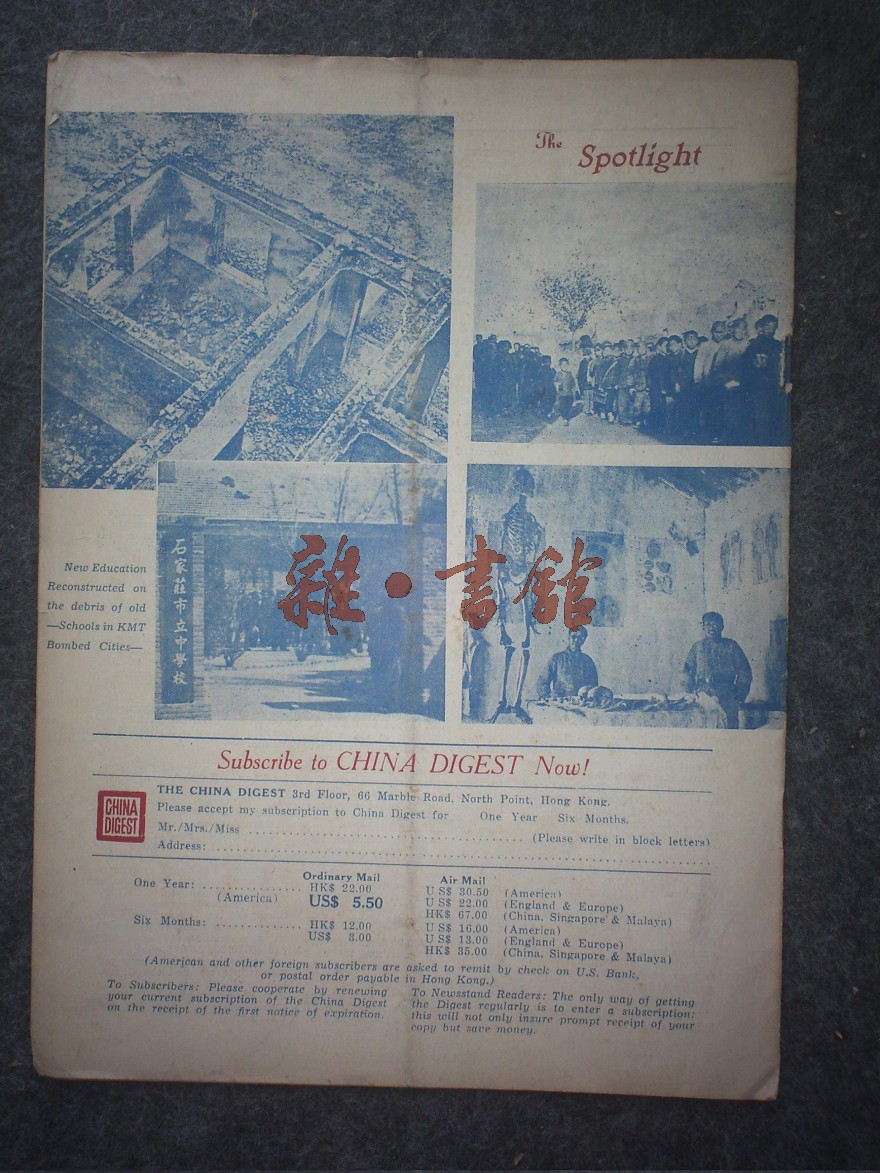 The
Spotlight
New Education
Reconstructed on
the debris of old
—Schools in KMT
Bombed Cities—
石家莊市立中學校
雜·書館
Subscribe to CHINA DIGEST Now!
CHINA
DIGEST
THE CHINA DIGEST 3rd Floor, 66 Marble Road, North Point, Hong Kong.
Please accept my subscription to China Digest for One Year Six Months.
Mr./Mrs./Miss ........................................ (Please write in block letters)
Address: ................................................................................
Ordinary Mail Air Mail
One Year: ................ HK$ 22.00 US$ 30.50 (America)
(America) US$ 5.50 US$ 22.00 (England & Europe)
HK$ 67.00 (China, Singapore & Malaya)
Six Months: .............. HK$ 12.00 US$ 16.00 (America)
US$ 3.00 US$ 13.00 (England & Europe)
HK$ 35.00 (China, Singapore & Malaya)
(American and other foreign subscribers are asked to remit by check on U.S. Bank,
or postal order payable in Hong Kong.)
To Subscribers: Please cooperate by renewing
your current subscription of the China Digest
on the receipt of the first notice of expiration.
To Newsstand Readers: The only way of getting
the Digest regularly is to enter a subscription;
this will not only insure prompt receipt of your
copy but save money.